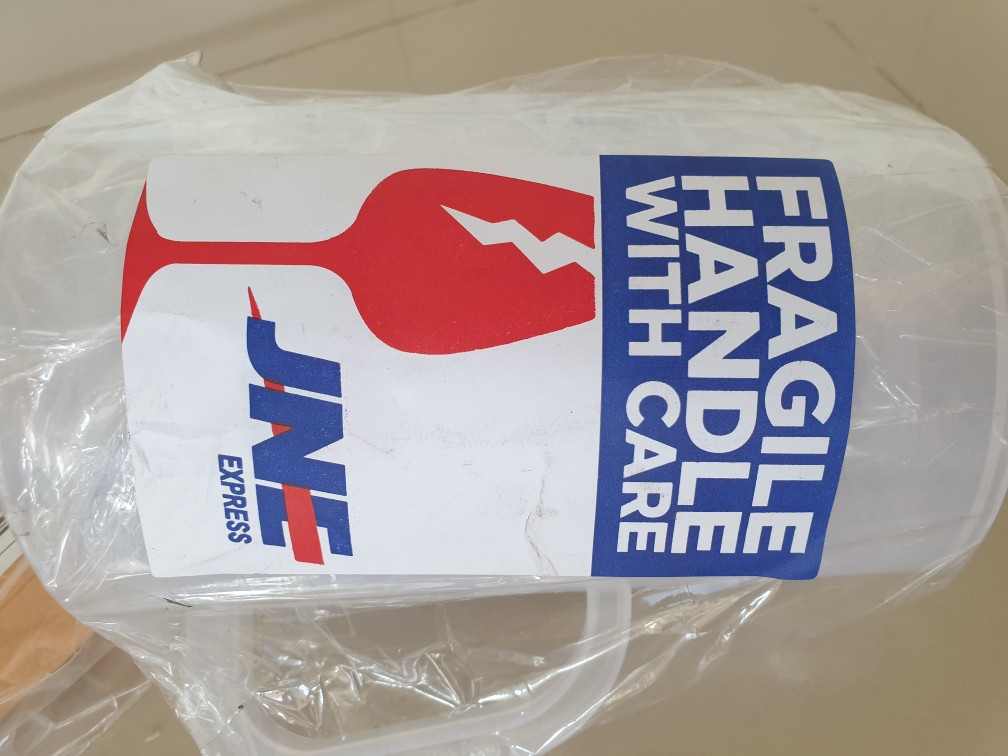 FRAGILE
HANDLE
WITH CARE
JNE
EXPRESS